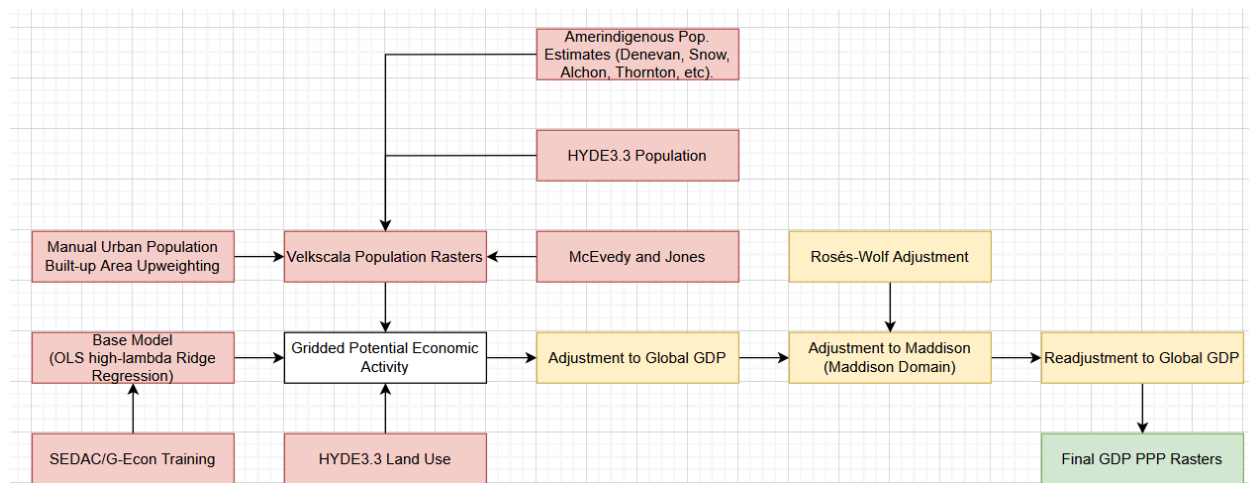 Amerindigenous Pop.
Estimates (Denevan, Snow,
Alchon, Thornton, etc).
HYDE3.3 Population
Manual Urban Population
Built-up Area Upweighting
Velkscala Population Rasters
McEvedy and Jones
Rosés-Wolf Adjustment
Base Model
(OLS high-lambda Ridge
Regression)
Gridded Potential Economic
Activity
Adjustment to Global GDP
Adjustment to Maddison
(Maddison Domain)
Readjustment to Global GDP
SEDAC/G-Econ Training
HYDE3.3 Land Use
Final GDP PPP Rasters